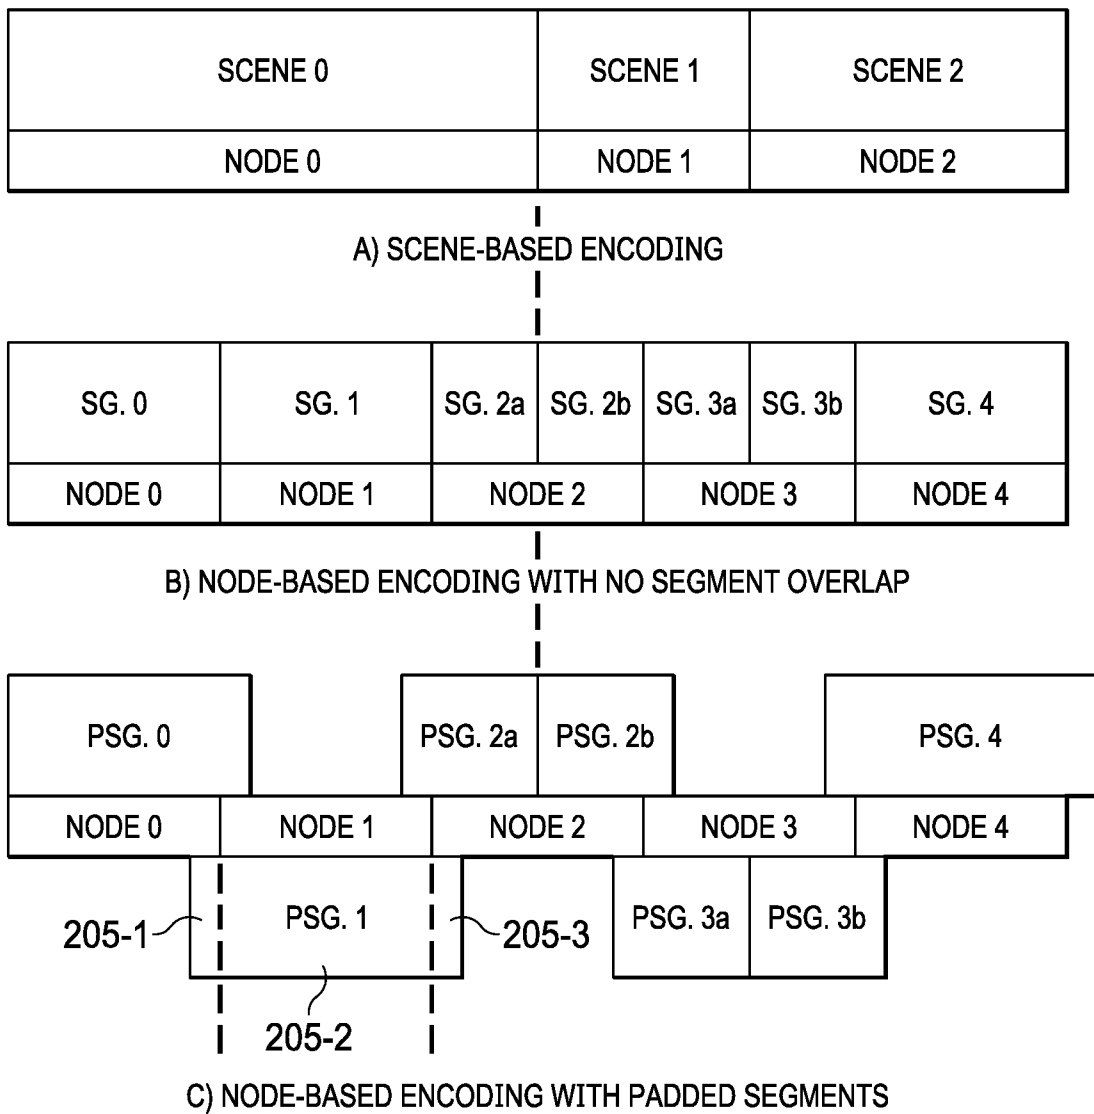 SCENE 0 SCENE 1 SCENE 2
NODE 0 NODE 1 NODE 2
A) SCENE-BASED ENCODING
SG. 0 SG. 1 SG. 2a SG. 2b SG. 3a SG. 3b SG. 4
NODE 0 NODE 1 NODE 2 NODE 3 NODE 4
B) NODE-BASED ENCODING WITH NO SEGMENT OVERLAP
PSG. 0 PSG. 2a PSG. 2b PSG. 4
NODE 0 NODE 1 NODE 2 NODE 3 NODE 4
205-1 PSG. 1 205-3 PSG. 3a PSG. 3b
205-2
C) NODE-BASED ENCODING WITH PADDED SEGMENTS